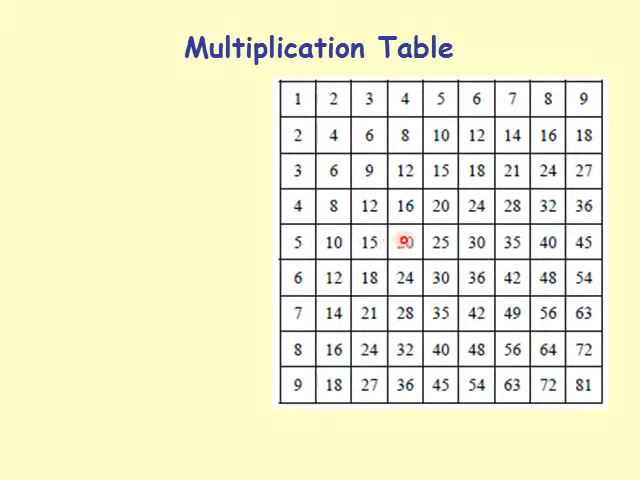 Multiplication Table
1 2 3 4 5 6 7 8 9
2 4 6 8 10 12 14 16 18
3 6 9 12 15 18 21 24 27
4 8 12 16 20 24 28 32 36
5 10 15 20 25 30 35 40 45
6 12 18 24 30 36 42 48 54
7 14 21 28 35 42 49 56 63
8 16 24 32 40 48 56 64 72
9 18 27 36 45 54 63 72 81